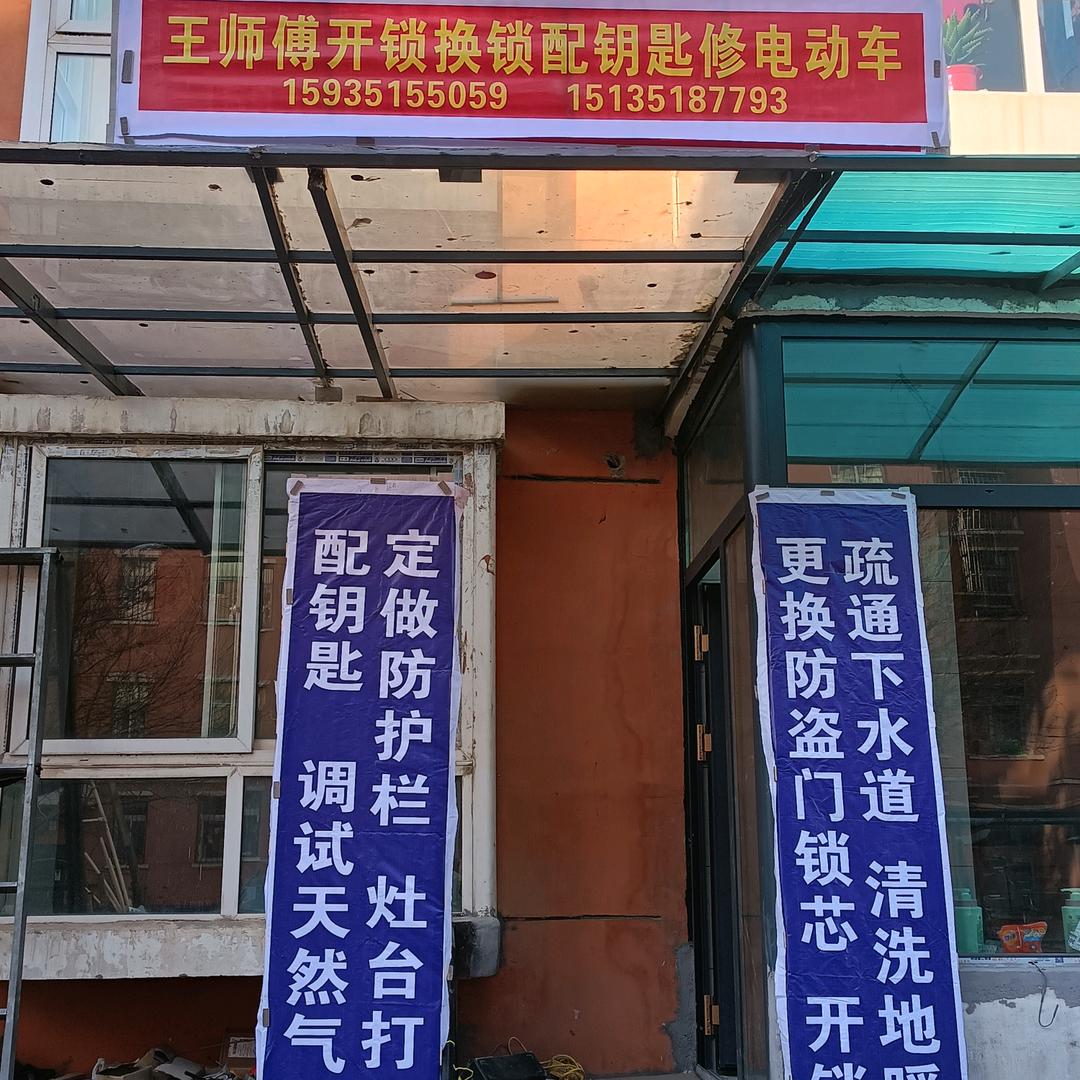 王师傅开锁换锁配钥匙修电动车
15935155059 15135187793
定做防护栏 灶台打
配钥匙 调试天然气
疏通下水道 清洗地暖
更换防盗门锁芯 开锁